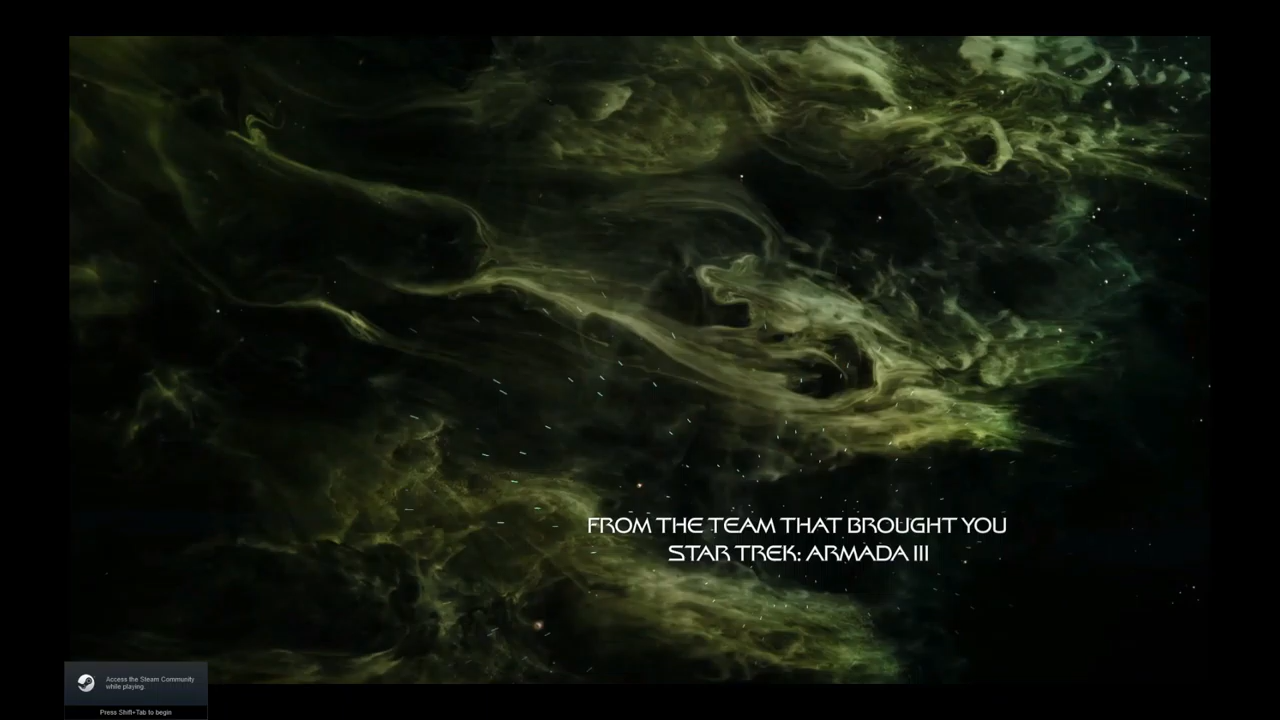 FROM THE TEAM THAT BROUGHT YOU
STAR TREK: ARMADA III
Access the Steam Community
while playing.
Press Shift+Tab to begin